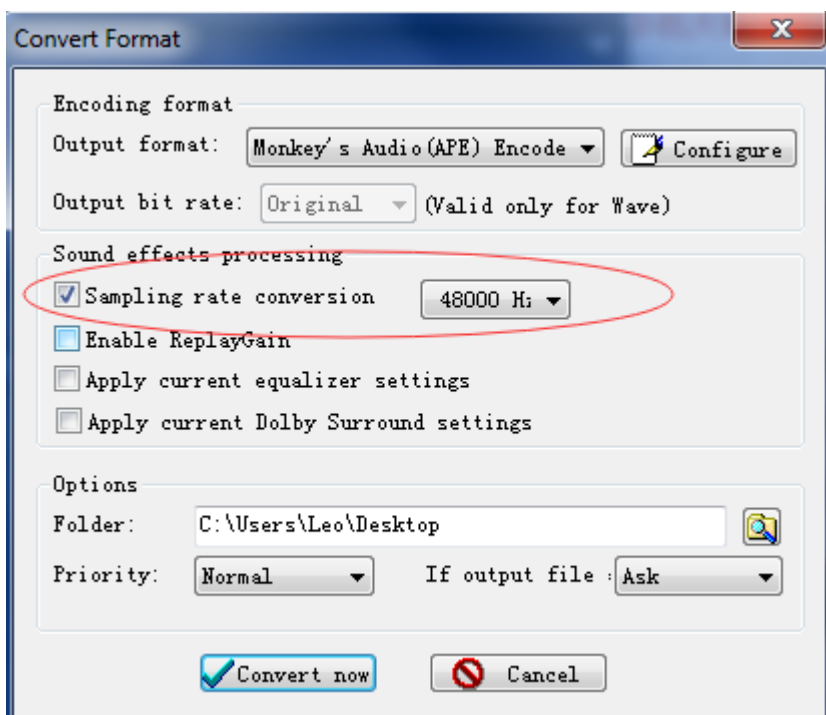 Convert Format
Encoding format
Output format: Monkey's Audio(APE) Encode Configure
Output bit rate: Original (Valid only for Wave)
Sound effects processing
Sampling rate conversion 48000 Hz
Enable ReplayGain
Apply current equalizer settings
Apply current Dolby Surround settings
Options
Folder: C:\Users\Leo\Desktop
Priority: Normal If output file : Ask
Convert now Cancel